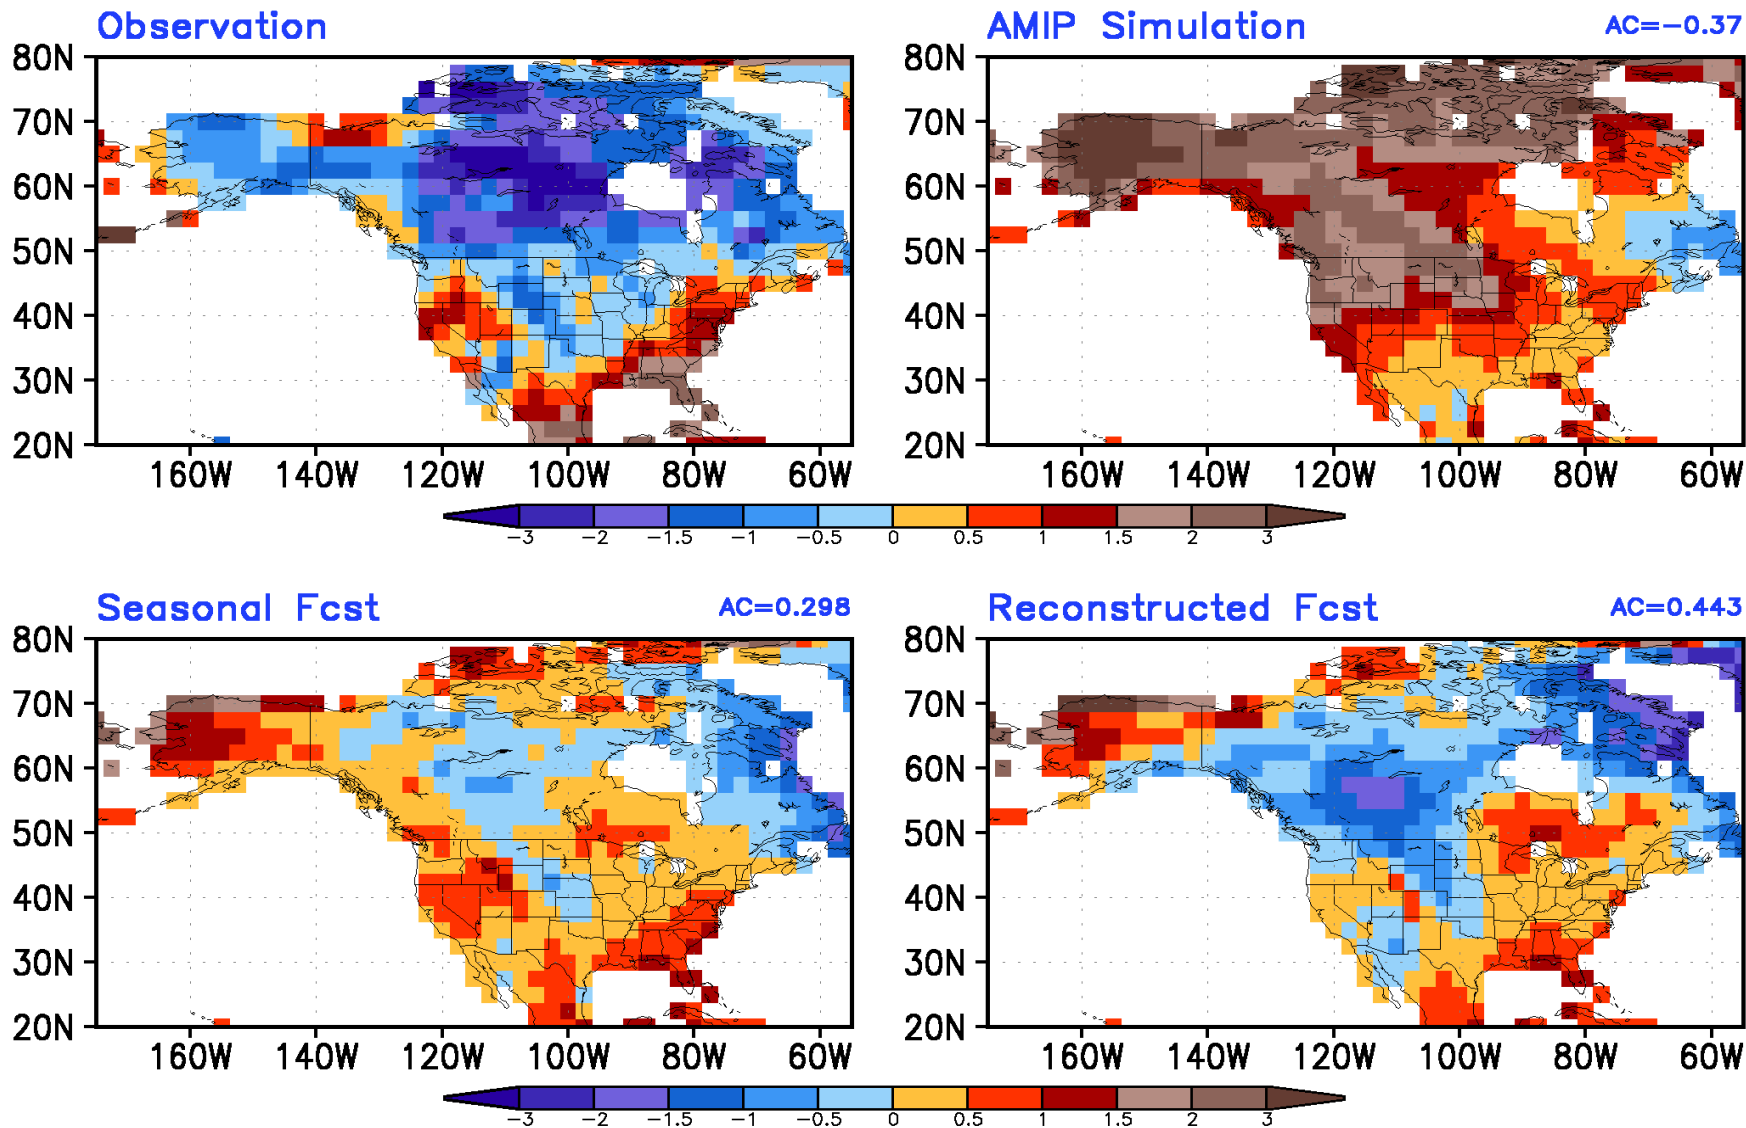 Observation
AMIP Simulation AC=−0.37
80N 80N
70N 70N
60N 60N
50N 50N
40N 40N
30N 30N
20N 20N
160W 140W 120W 100W 80W 60W 160W 140W 120W 100W 80W 60W
−3 −2 −1.5 −1 −0.5 0 0.5 1 1.5 2 3
Seasonal Fcst AC=0.298
Reconstructed Fcst AC=0.443
80N 80N
70N 70N
60N 60N
50N 50N
40N 40N
30N 30N
20N 20N
160W 140W 120W 100W 80W 60W 160W 140W 120W 100W 80W 60W
−3 −2 −1.5 −1 −0.5 0 0.5 1 1.5 2 3